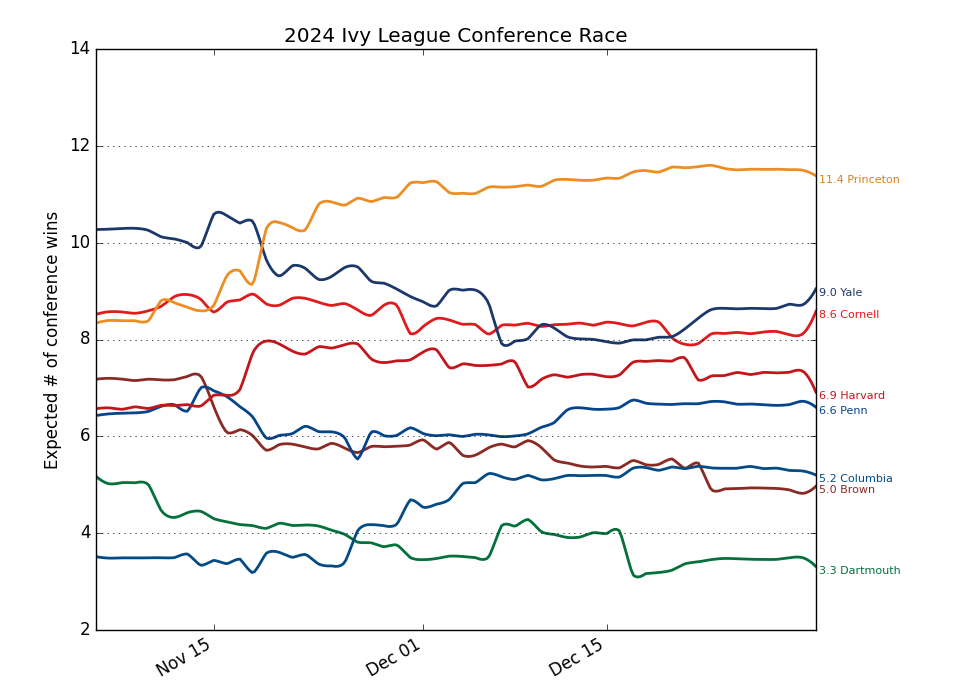 2024 Ivy League Conference Race
Expected # of conference wins
14
12
10
8
6
4
2
Nov 15
Dec 01
Dec 15
11.4 Princeton
9.0 Yale
8.6 Cornell
6.9 Harvard
6.6 Penn
5.2 Columbia
5.0 Brown
3.3 Dartmouth